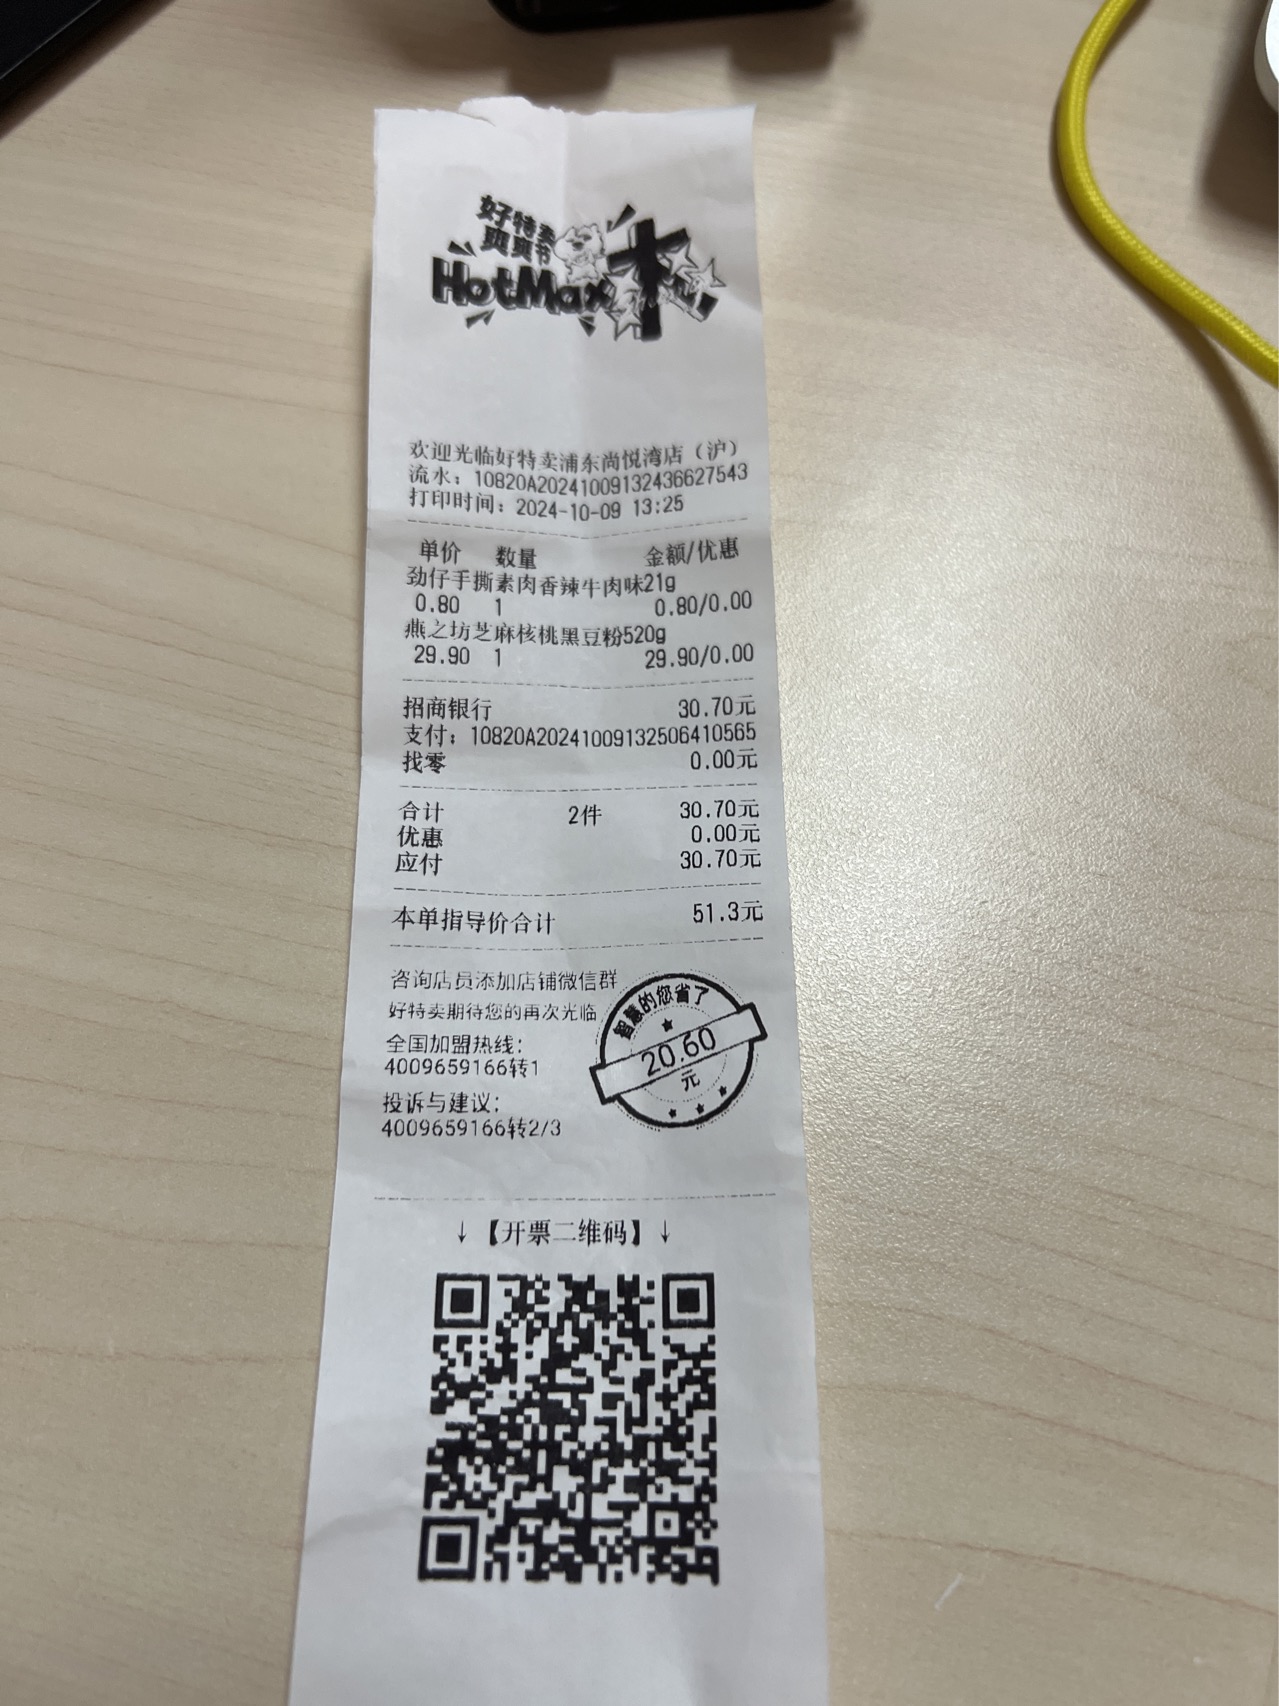 好特卖
爽爽节
HotMax
欢迎光临好特卖浦东尚悦湾店（沪）
流水：10820A20241009132436627543
打印时间：2024-10-09 13:25
单价 数量 金额/优惠
劲仔手撕素肉香辣牛肉味21g
0.80 1 0.80/0.00
燕之坊芝麻核桃黑豆粉520g
29.90 1 29.90/0.00
招商银行 30.70元
支付：10820A20241009132506410565
找零 0.00元
合计 2件 30.70元
优惠 0.00元
应付 30.70元
本单指导价合计 51.3元
咨询店员添加店铺微信群
好特卖期待您的再次光临
全国加盟热线：
4009659166转1
投诉与建议：
4009659166转2/3
智慧的您省了
20.60
元
↓【开票二维码】↓